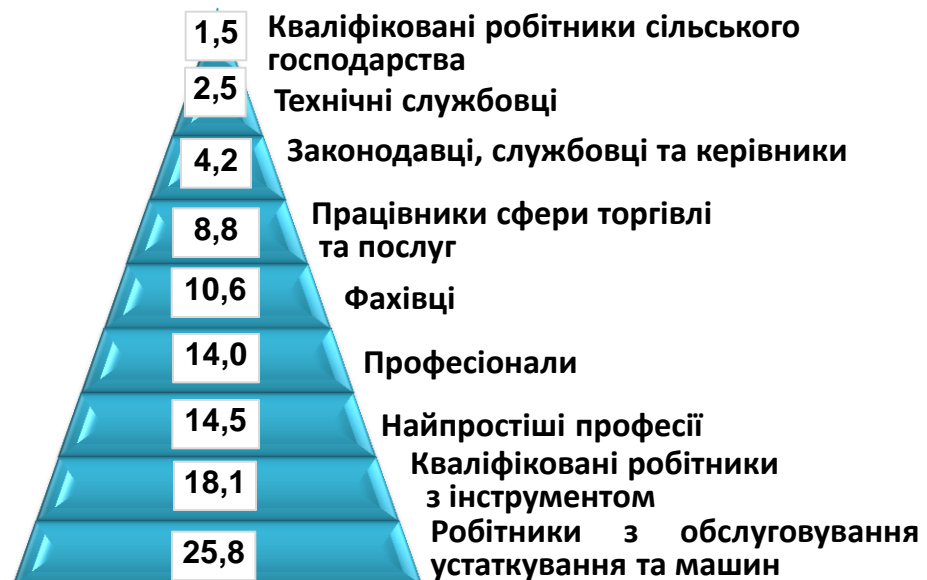 1,5 Кваліфіковані робітники сільського
господарства
2,5 Технічні службовці
4,2 Законодавці, службовці та керівники
8,8 Працівники сфери торгівлі
та послуг
10,6 Фахівці
14,0 Професіонали
14,5 Найпростіші професії
18,1 Кваліфіковані робітники
з інструментом
25,8 Робітники з обслуговування
устаткування та машин